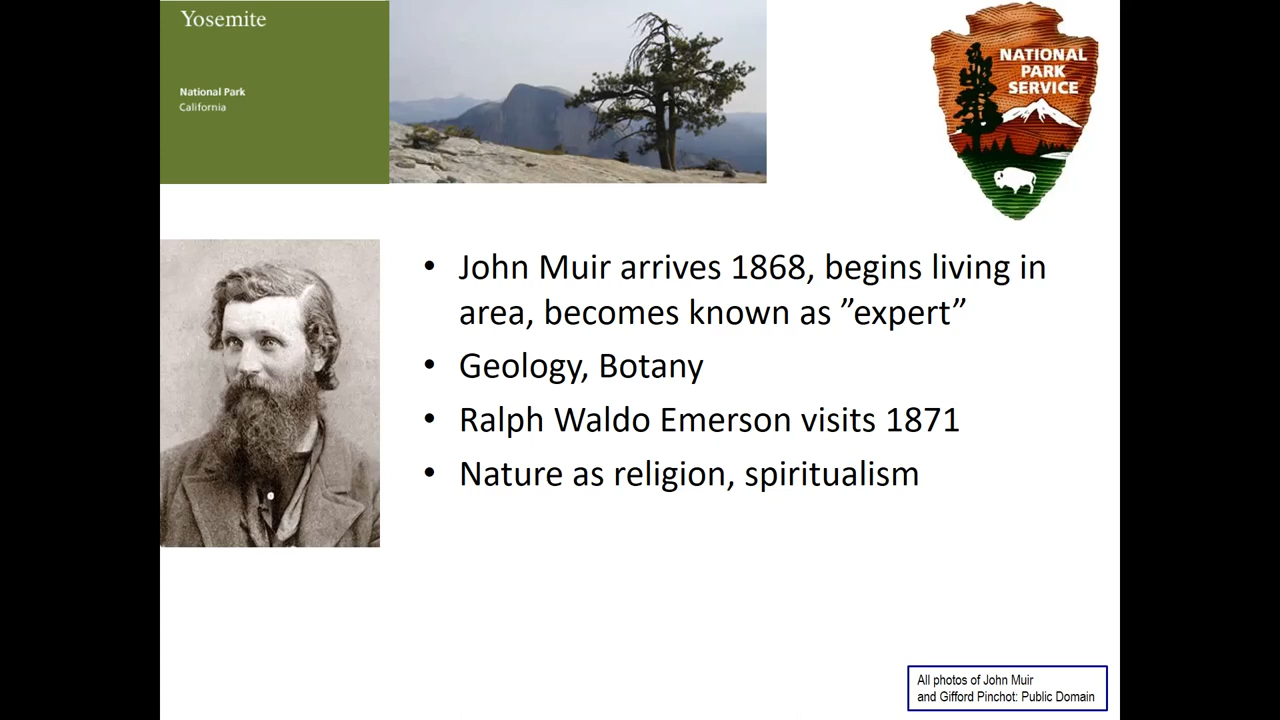 Yosemite
National Park
California
NATIONAL
PARK
SERVICE
• John Muir arrives 1868, begins living in
area, becomes known as ”expert”
• Geology, Botany
• Ralph Waldo Emerson visits 1871
• Nature as religion, spiritualism
All photos of John Muir
and Gifford Pinchot: Public Domain